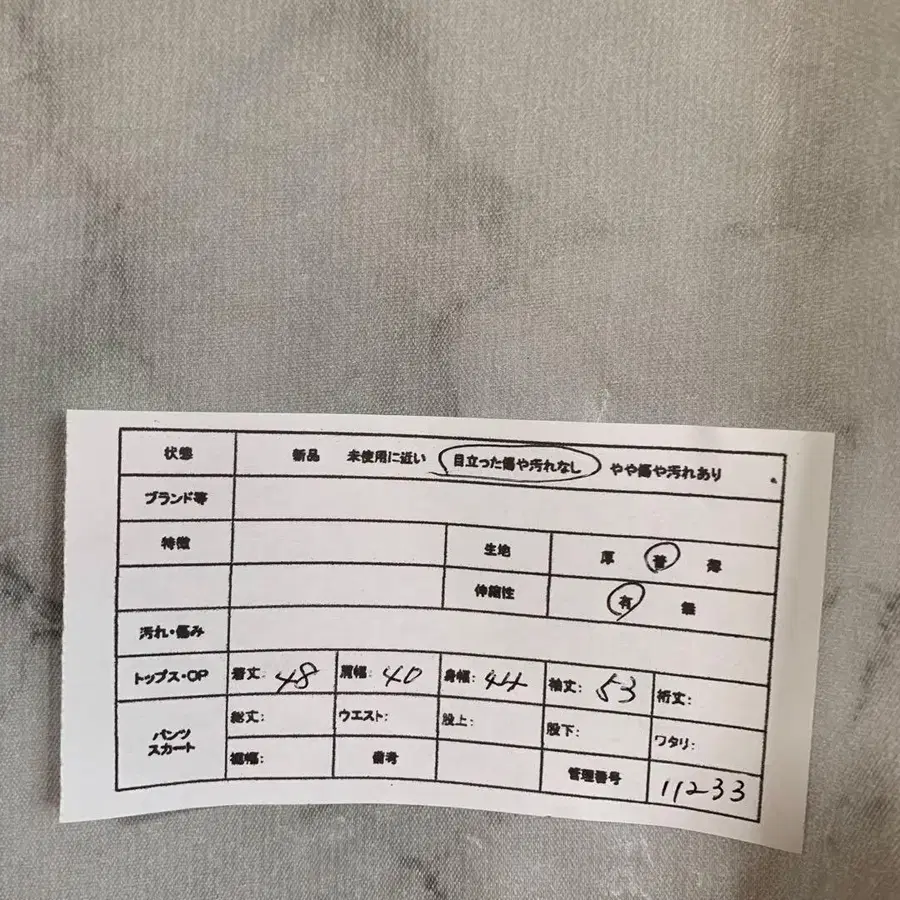 状態 新品 未使用に近い 目立った傷や汚れなし やや傷や汚れあり
ブランド等
特徴 生地 厚 普 薄
伸縮性 有 無
汚れ・傷み
トップス・OP 着丈: 48 肩幅: 40 身幅: 44 袖丈: 53 裄丈:
パンツ スカート 総丈: ウエスト: 股上: 股下: ワタリ:
裾幅: 備考 管理番号 11233